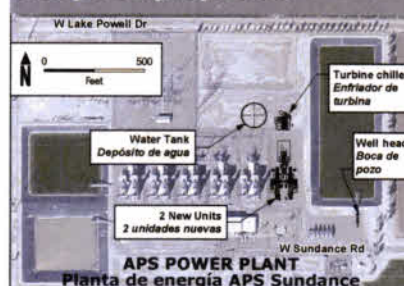 W Lake Powell Dr
N
0 500
Feet
Turbine chille
Enfriador de
turbina
Water Tank
Depósito de agua
Well head
Boca de
pozo
2 New Units
2 unidades nuevas
W Sundance Rd
APS POWER PLANT
Planta de energía APS Sundance